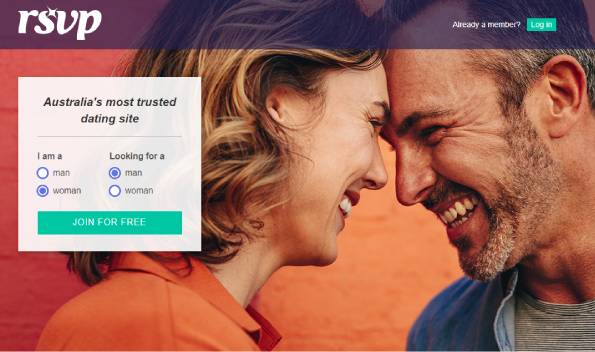 rsvp
Already a member? Log in
Australia's most trusted
dating site
I am a Looking for a
man man
woman woman
JOIN FOR FREE